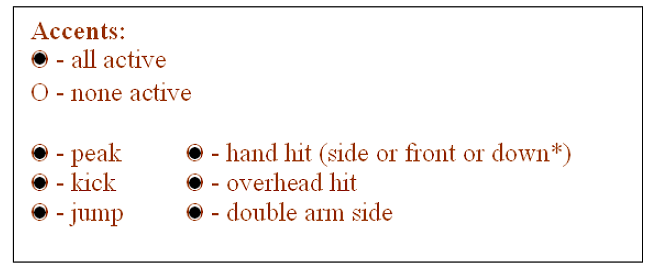 Accents:
- all active
O - none active
- peak - hand hit (side or front or down*)
- kick - overhead hit
- jump - double arm side